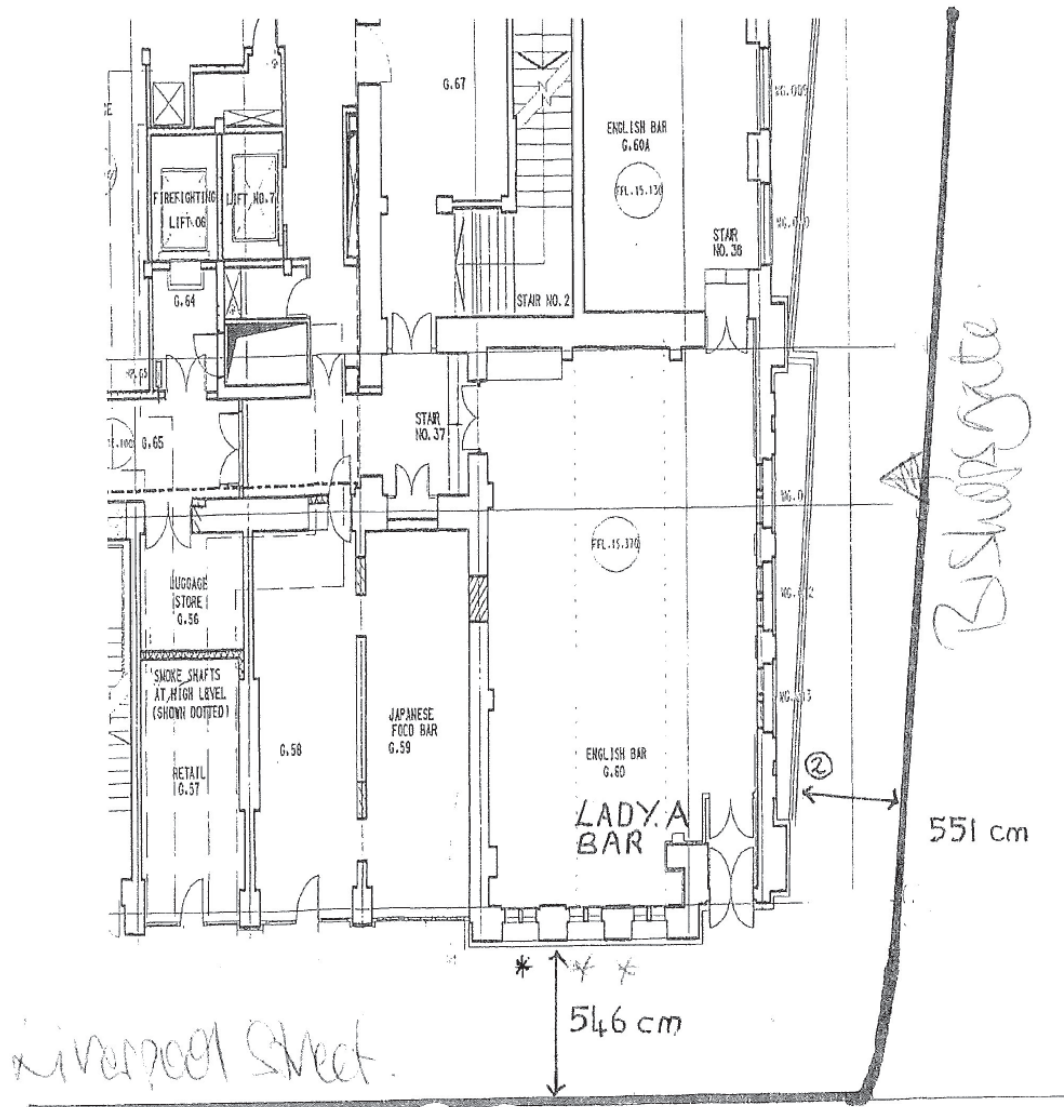 G.67
ENGLISH BAR
G.60A
FFL.15.130
WG.009
FIREFIGHTING
LIFT.06
LIFT NO.7
STAIR
NO.38
G.64
STAIR NO.2
STAIR
NO.37
G.65
Bishopsgate
FFL.15.370
LUGGAGE
STORE
G.56
SMOKE SHAFTS
AT HIGH LEVEL
(SHOWN DOTTED)
JAPANESE
FOOD BAR
G.59
G.58
RETAIL
G.57
ENGLISH BAR
G.60
LADY.A
BAR
2
551 cm
* * *
546 cm
Liverpool Street.